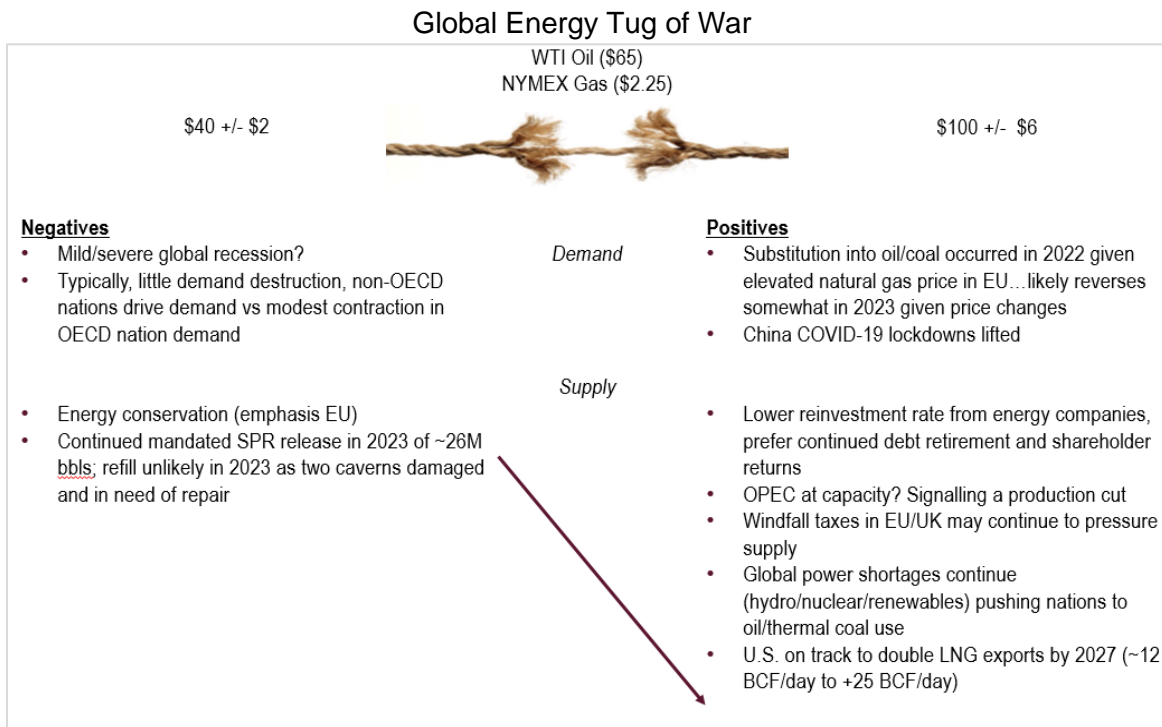 Global Energy Tug of War
WTI Oil ($65)
NYMEX Gas ($2.25)
$40 +/- $2
$100 +/-  $6
Negatives
• Mild/severe global recession?
• Typically, little demand destruction, non-OECD
nations drive demand vs modest contraction in
OECD nation demand
Demand
Positives
• Substitution into oil/coal occurred in 2022 given
elevated natural gas price in EU…likely reverses
somewhat in 2023 given price changes
• China COVID-19 lockdowns lifted
Supply
• Energy conservation (emphasis EU)
• Continued mandated SPR release in 2023 of ~26M
bbls; refill unlikely in 2023 as two caverns damaged
and in need of repair
• Lower reinvestment rate from energy companies,
prefer continued debt retirement and shareholder
returns
• OPEC at capacity? Signalling a production cut
• Windfall taxes in EU/UK may continue to pressure
supply
• Global power shortages continue
(hydro/nuclear/renewables) pushing nations to
oil/thermal coal use
• U.S. on track to double LNG exports by 2027 (~12
BCF/day to +25 BCF/day)